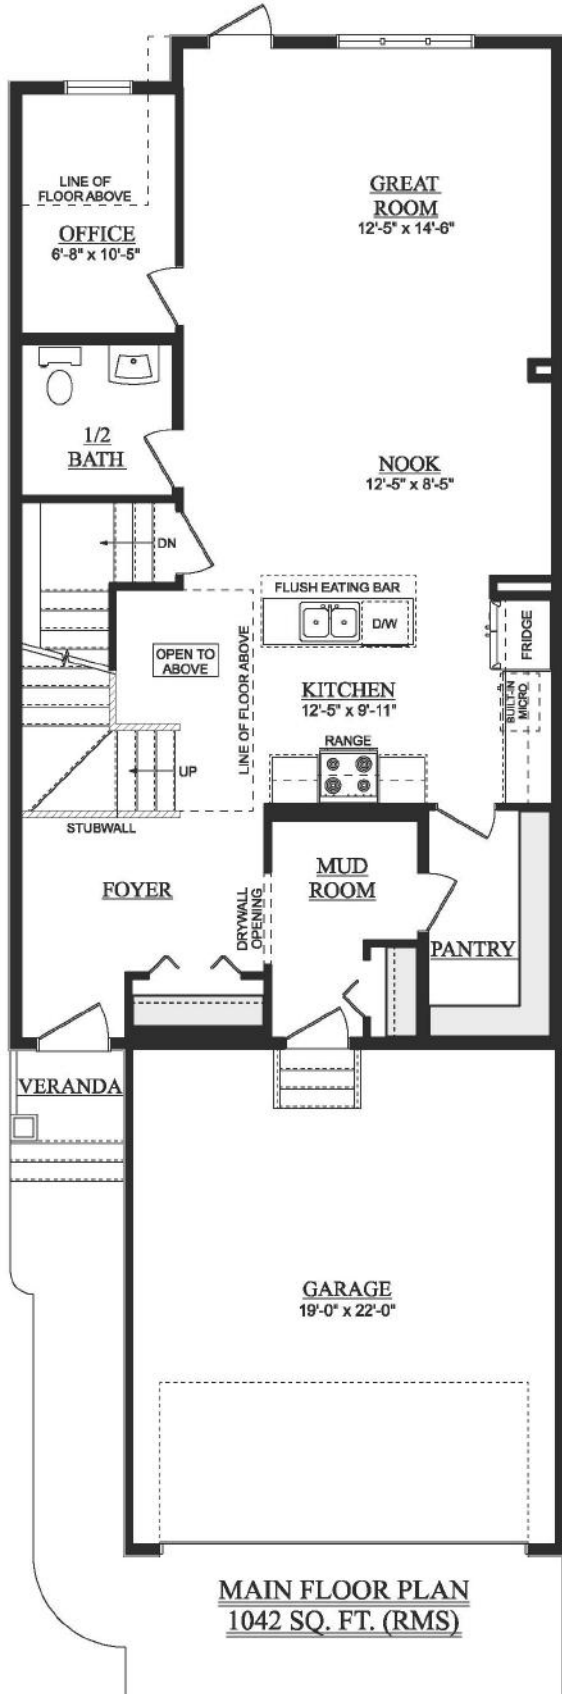 GREAT
ROOM
12'-5" x 14'-6"
LINE OF
FLOOR ABOVE
OFFICE
6'-8" x 10'-5"
1/2
BATH
NOOK
12'-5" x 8'-5"
DN
FLUSH EATING BAR
D/W
FRIDGE
OPEN TO
ABOVE
LINE OF FLOOR ABOVE
KITCHEN
12'-5" x 9'-11"
BUILT-IN
MICRO
RANGE
UP
STUBWALL
FOYER
DRYWALL
OPENING
MUD
ROOM
PANTRY
VERANDA
GARAGE
19'-0" x 22'-0"
MAIN FLOOR PLAN
1042 SQ. FT. (RMS)